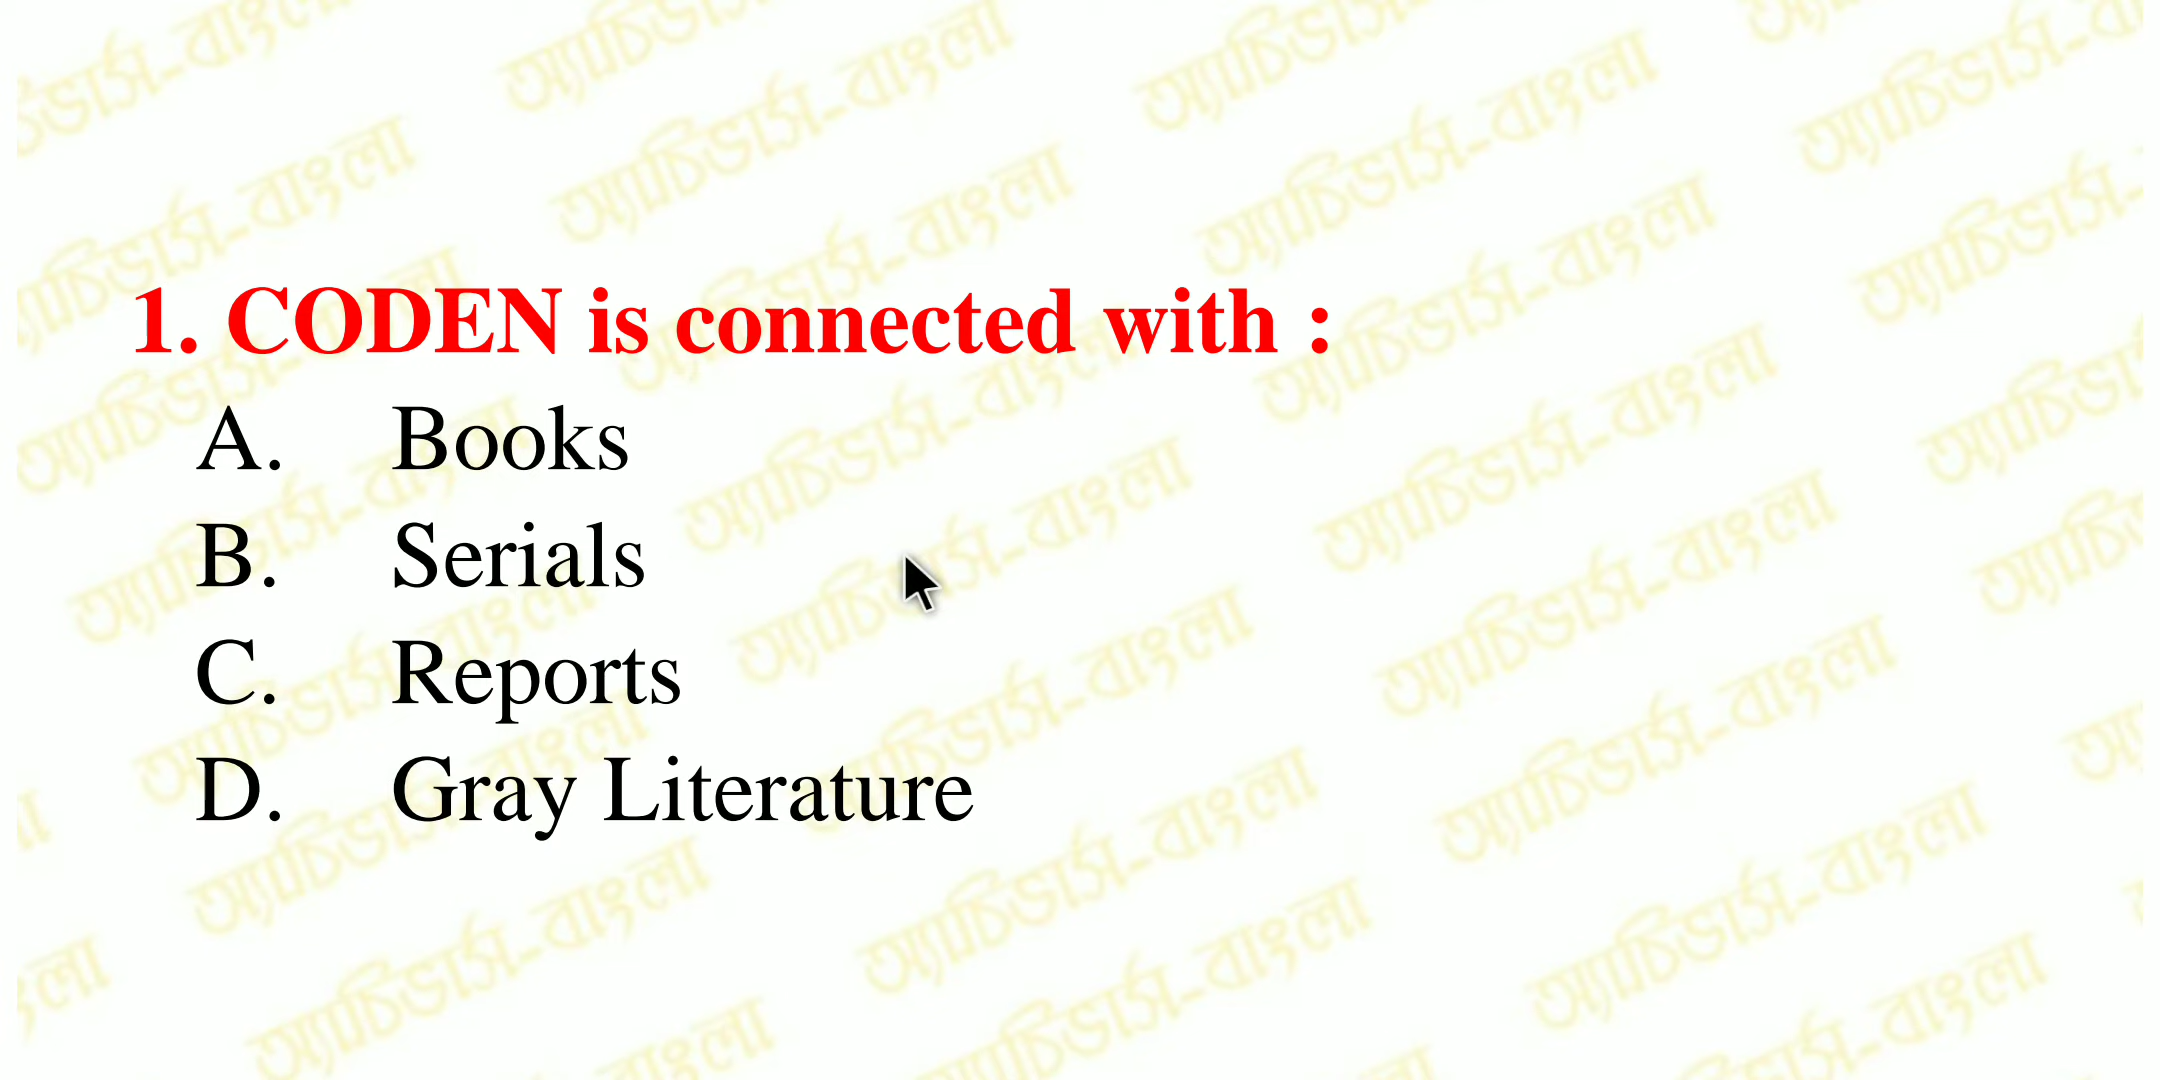 1. CODEN is connected with :
A. Books
B. Serials
C. Reports
D. Gray Literature